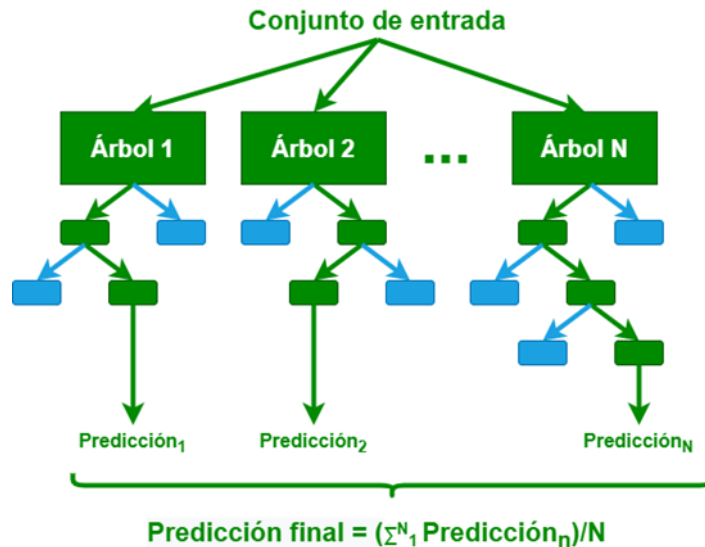 Conjunto de entrada
Árbol 1
Árbol 2
...
Árbol N
Predicción₁
Predicción₂
Predicciónₙ
Predicción final = (∑ᴺ₁ Predicciónₙ)/N